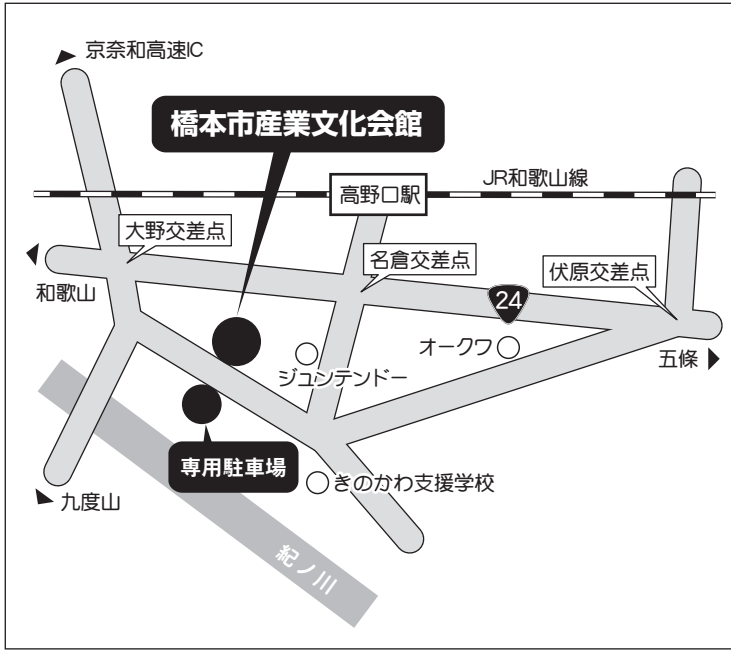 京奈和高速IC
橋本市産業文化会館
JR和歌山線
高野口駅
大野交差点
名倉交差点
伏原交差点
和歌山
24
オークワ
五條
ジュンテンドー
専用駐車場
きのかわ支援学校
九度山
紀ノ川